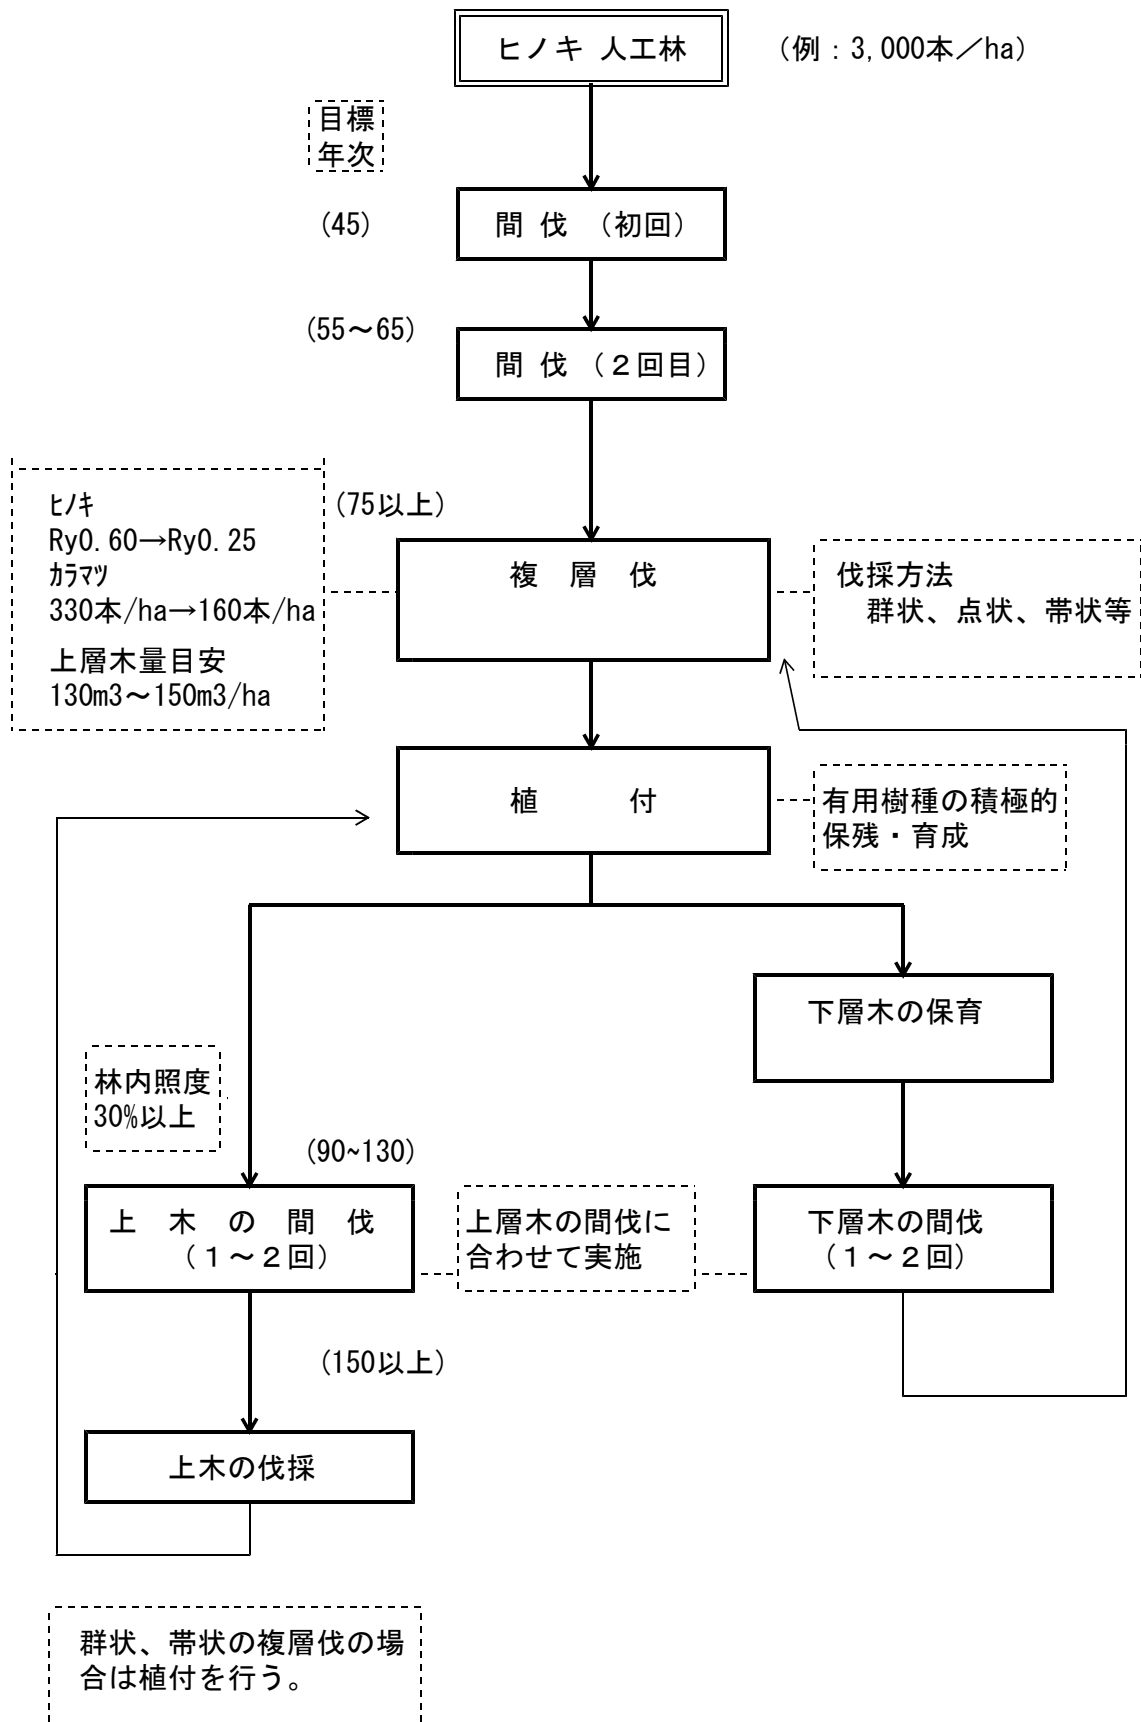 ヒノキ 人工林
（例：3,000本／ha）
目標
年次
(45)
間 伐 （初回）
(55～65)
間 伐（２回目）
ﾋﾉｷ
Ry0.60→Ry0.25
ｶﾗﾏﾂ
330本/ha→160本/ha
上層木量目安
130m3～150m3/ha
(75以上)
複 層 伐
伐採方法
群状、点状、帯状等
植 付
有用樹種の積極的
保残・育成
下層木の保育
林内照度
30%以上
(90~130)
上 木 の 間 伐
（１～２回）
上層木の間伐に
合わせて実施
下層木の間伐
（１～２回）
(150以上)
上木の伐採
群状、帯状の複層伐の場
合は植付を行う。